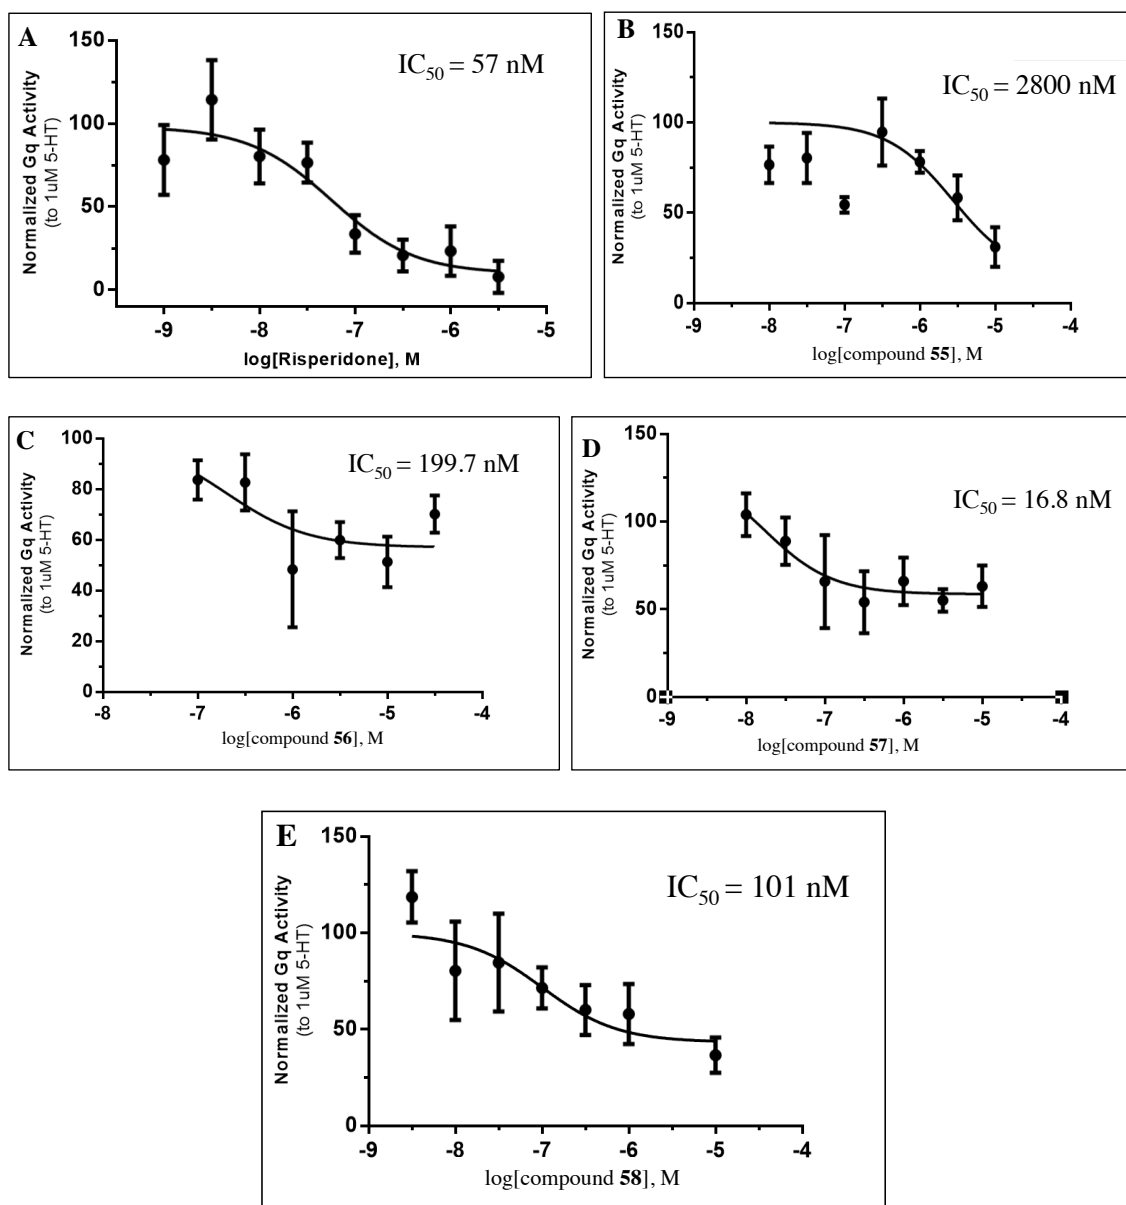 A
IC50 = 57 nM
Normalized Gq Activity
(to 1uM 5-HT)
150
100
50
0
-9 -8 -7 -6 -5
log[Risperidone], M
B
IC50 = 2800 nM
Normalized Gq Activity
(to 1uM 5-HT)
150
100
50
0
-9 -8 -7 -6 -5 -4
log[compound 55], M
C
IC50 = 199.7 nM
Normalized Gq Activity
(to 1uM 5-HT)
100
80
60
40
20
0
-8 -7 -6 -5 -4
log[compound 56], M
D
IC50 = 16.8 nM
Normalized Gq Activity
(to 1uM 5-HT)
150
100
50
0
-9 -8 -7 -6 -5 -4
log[compound 57], M
E
IC50 = 101 nM
Normalized Gq Activity
(to 1uM 5-HT)
150
100
50
0
-9 -8 -7 -6 -5 -4
log[compound 58], M